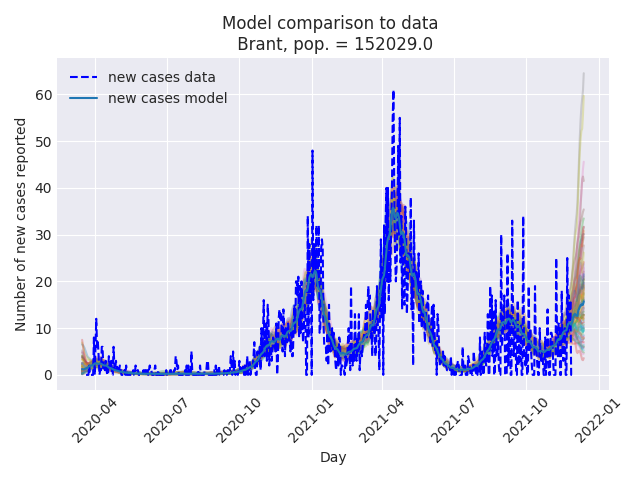 Model comparison to data
Brant, pop. = 152029.0
new cases data
new cases model
Number of new cases reported
60
50
40
30
20
10
0
2020-04
2020-07
2020-10
2021-01
2021-04
2021-07
2021-10
2022-01
Day